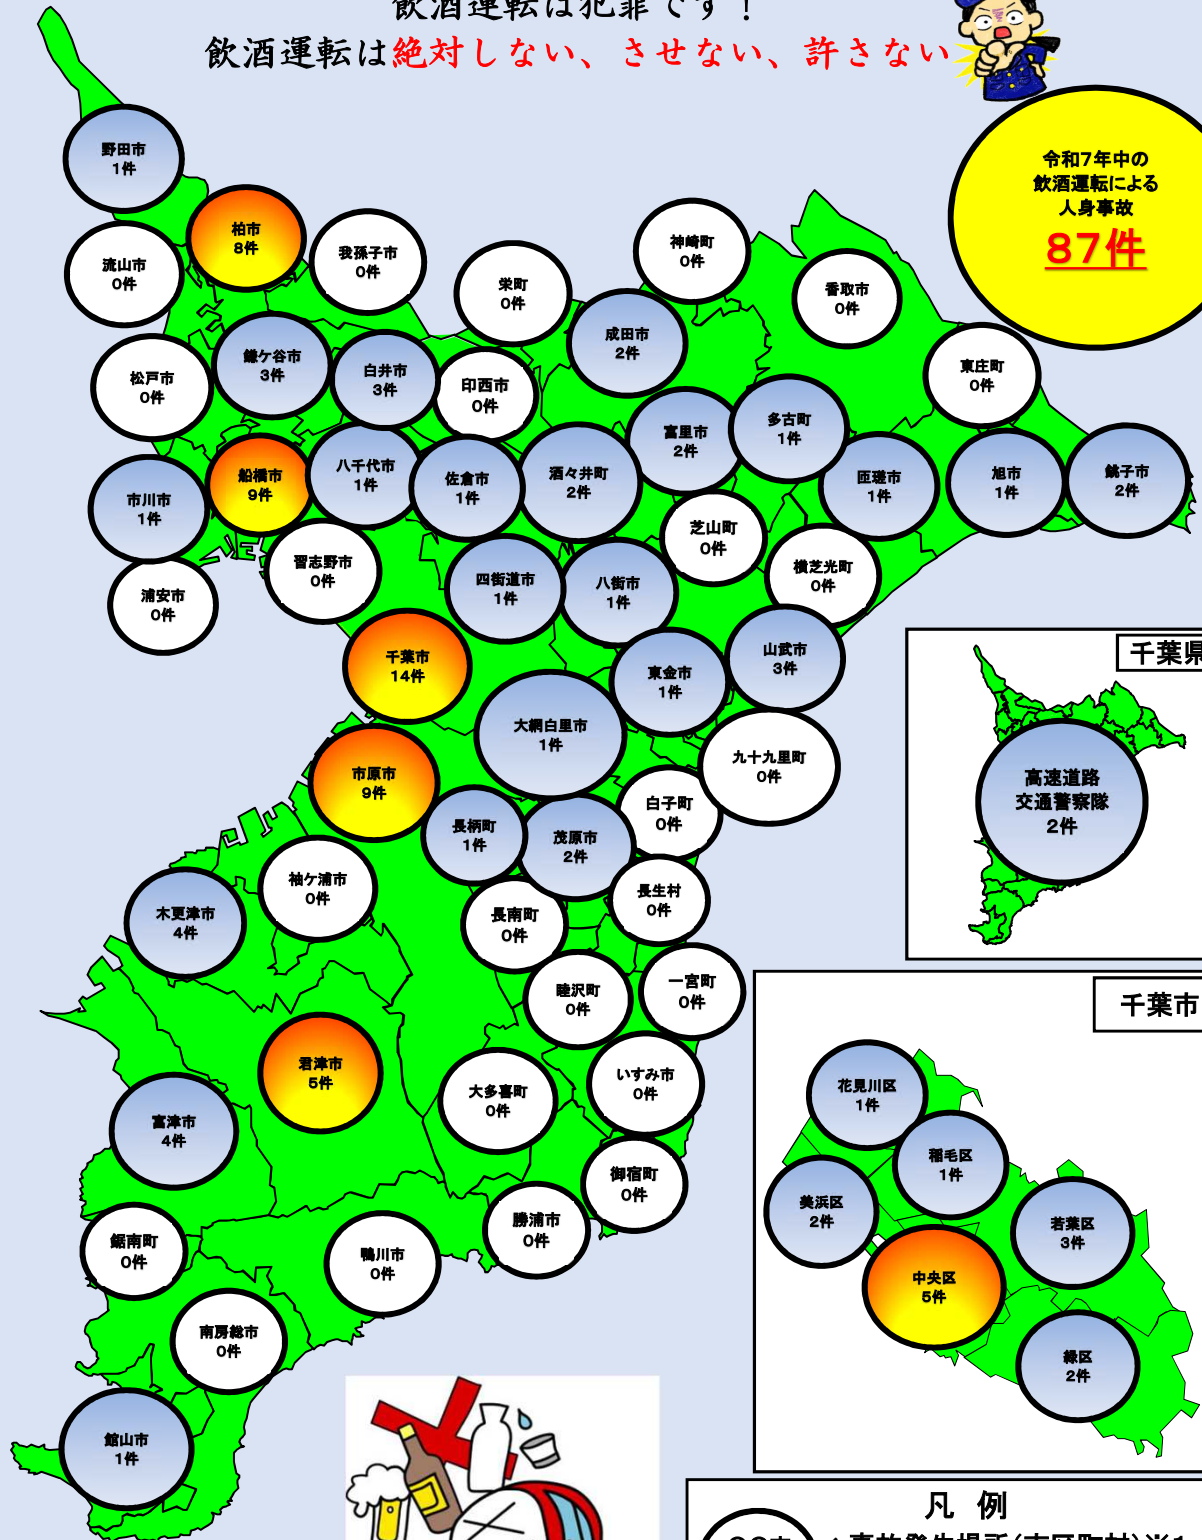 飲酒運転は犯罪です！
飲酒運転は絶対しない、させない、許さない
令和7年中の
飲酒運転による
人身事故
87件
野田市
1件
柏市
8件
我孫子市
0件
流山市
0件
神崎町
0件
栄町
0件
香取市
0件
成田市
2件
鎌ケ谷市
3件
白井市
3件
松戸市
0件
印西市
0件
東庄町
0件
富里市
2件
多古町
1件
船橋市
9件
八千代市
1件
佐倉市
1件
酒々井町
2件
匝瑳市
1件
旭市
1件
銚子市
2件
市川市
1件
芝山町
0件
習志野市
0件
四街道市
1件
八街市
1件
横芝光町
0件
浦安市
0件
千葉市
14件
東金市
1件
山武市
3件
大網白里市
1件
九十九里町
0件
市原市
9件
長柄町
1件
茂原市
2件
白子町
0件
袖ケ浦市
0件
長生村
0件
木更津市
4件
長南町
0件
睦沢町
0件
一宮町
0件
君津市
5件
大多喜町
0件
いすみ市
0件
富津市
4件
御宿町
0件
勝浦市
0件
鋸南町
0件
鴨川市
0件
南房総市
0件
館山市
1件
千葉県
高速道路
交通警察隊
2件
千葉市
花見川区
1件
稲毛区
1件
美浜区
2件
若葉区
3件
中央区
5件
緑区
2件
凡 例